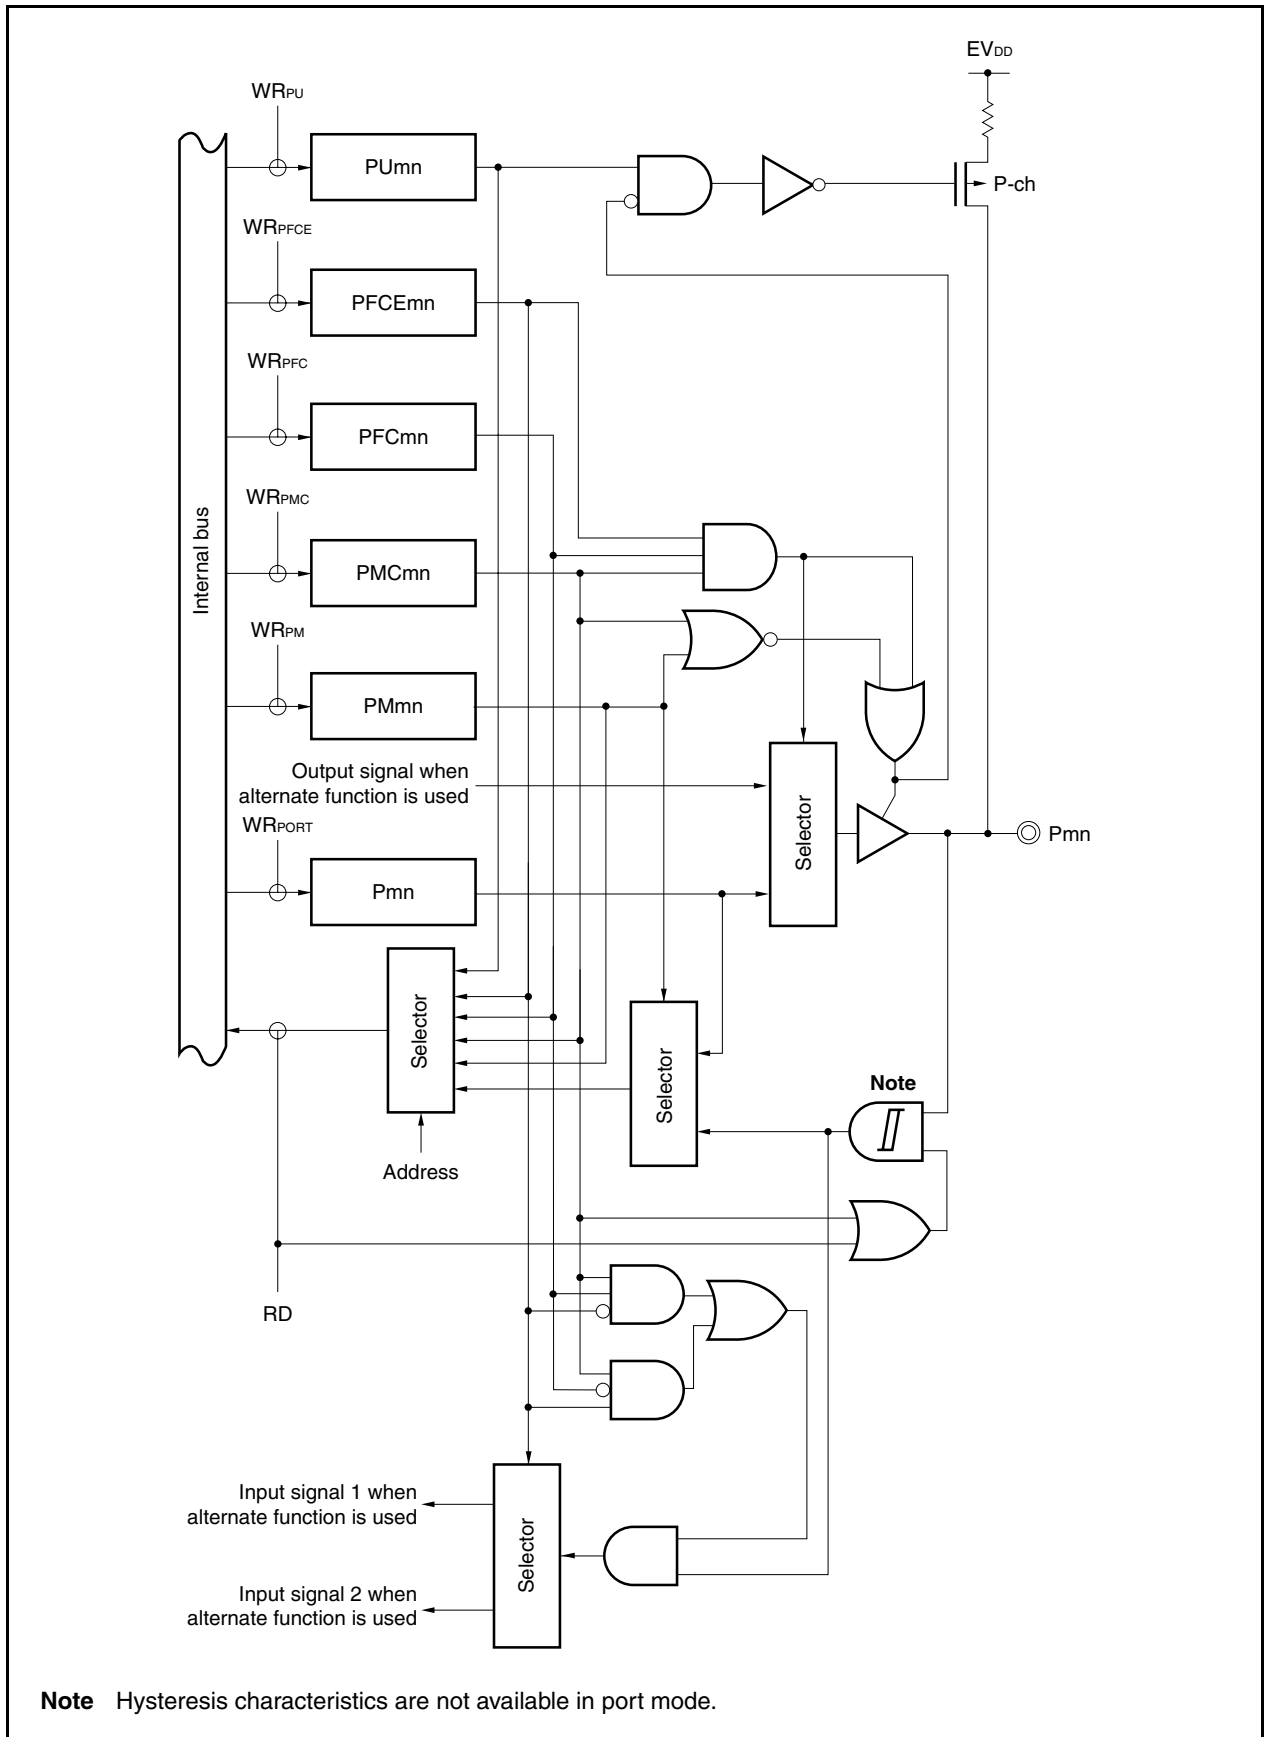 EVDD
WRPU
PUmn
P-ch
WRPFCE
PFCEmn
WRPFC
PFCmn
WRPMC
Internal bus
PMCmn
WRPM
PMmn
Output signal when
alternate function is used
Selector
WRPORT
Pmn
Pmn
Selector
Selector
Note
Address
RD
Input signal 1 when
alternate function is used
Selector
Input signal 2 when
alternate function is used
Note Hysteresis characteristics are not available in port mode.